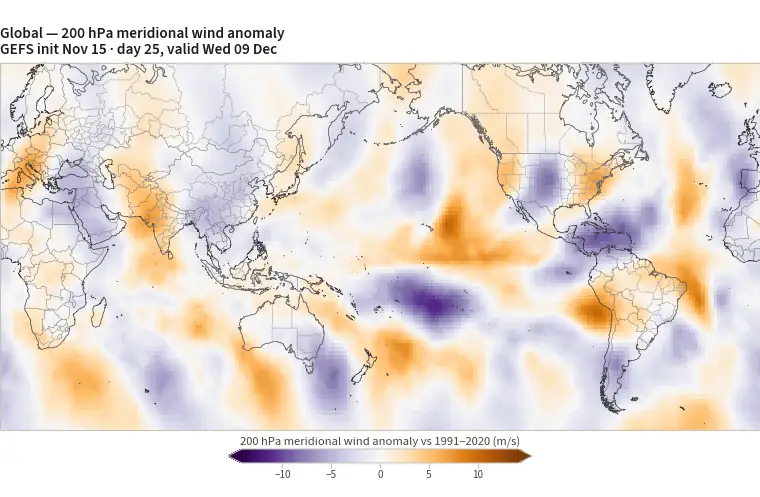 Global — 200 hPa meridional wind anomaly
GEFS init Nov 15 · day 25, valid Wed 09 Dec
200 hPa meridional wind anomaly vs 1991–2020 (m/s)
−10 −5 0 5 10